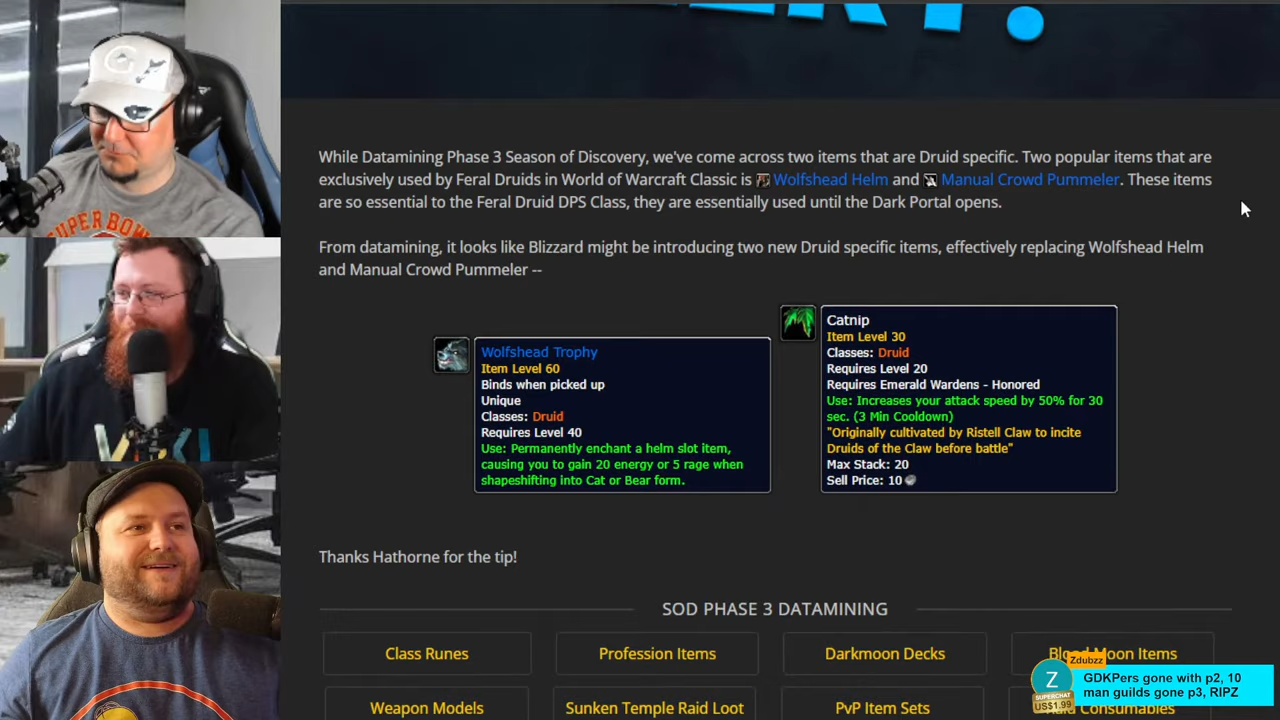 While Datamining Phase 3 Season of Discovery, we've come across two items that are Druid specific. Two popular items that are
exclusively used by Feral Druids in World of Warcraft Classic is Wolfshead Helm and Manual Crowd Pummeler. These items
are so essential to the Feral Druid DPS Class, they are essentially used until the Dark Portal opens.
From datamining, it looks like Blizzard might be introducing two new Druid specific items, effectively replacing Wolfshead Helm
and Manual Crowd Pummeler --
Wolfshead Trophy
Item Level 60
Binds when picked up
Unique
Classes: Druid
Requires Level 40
Use: Permanently enchant a helm slot item,
causing you to gain 20 energy or 5 rage when
shapeshifting into Cat or Bear form.
Catnip
Item Level 30
Classes: Druid
Requires Level 20
Requires Emerald Wardens - Honored
Use: Increases your attack speed by 50% for 30
sec. (3 Min Cooldown)
"Originally cultivated by Ristell Claw to incite
Druids of the Claw before battle"
Max Stack: 20
Sell Price: 10
Thanks Hathorne for the tip!
SOD PHASE 3 DATAMINING
Class Runes
Profession Items
Darkmoon Decks
Blood Moon Items
Weapon Models
Sunken Temple Raid Loot
PvP Item Sets
Consumables
Zdubzz
Z
SUPERCHAT
US$1.99
GDKPers gone with p2, 10
man guilds gone p3, RIPZ
SUPER BOW